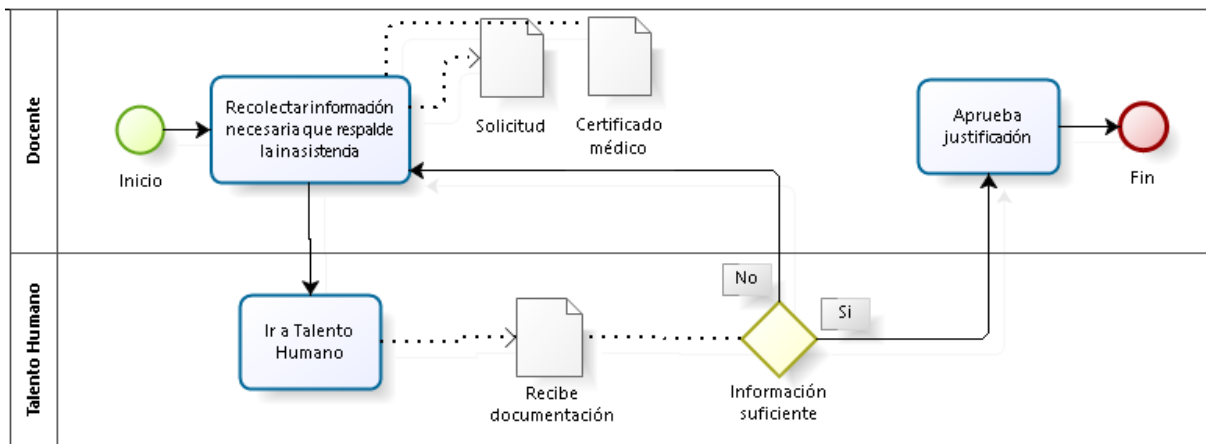 Docente
Inicio
Recolectar información
necesaria que respalde
la inasistencia
Solicitud
Certificado
médico
Aprueba
justificación
Fin
Talento Humano
Ir a Talento
Humano
Recibe
documentación
No
Si
Información
suficiente